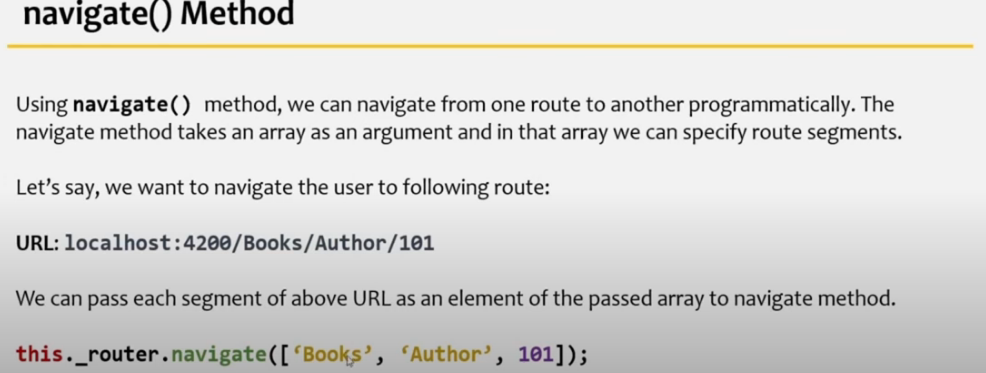 navigate() Method
Using navigate() method, we can navigate from one route to another programmatically. The
navigate method takes an array as an argument and in that array we can specify route segments.
Let’s say, we want to navigate the user to following route:
URL: localhost:4200/Books/Author/101
We can pass each segment of above URL as an element of the passed array to navigate method.
this._router.navigate([‘Books’, ‘Author’, 101]);